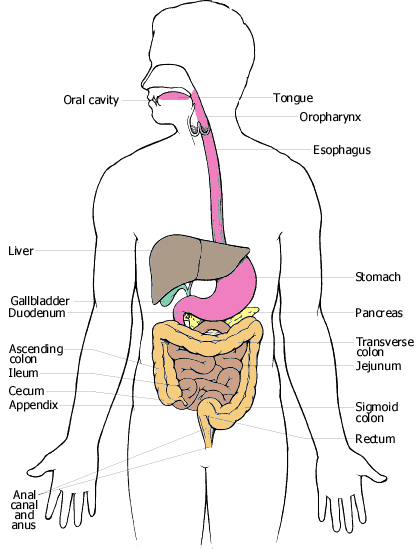 Oral cavity
Tongue
Oropharynx
Esophagus
Liver
Stomach
Gallbladder
Duodenum
Pancreas
Ascending
colon
Transverse
colon
Ileum
Jejunum
Cecum
Appendix
Sigmoid
colon
Rectum
Anal
canal
and
anus